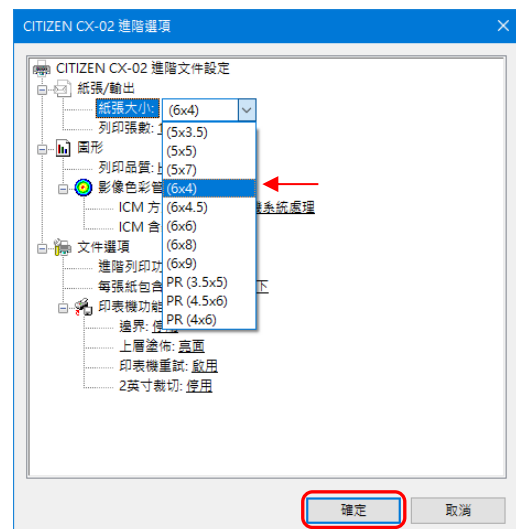 CITIZEN CX-02 進階選項
CITIZEN CX-02 進階文件設定
紙張/輸出
紙張大小: (6x4)
列印張數:
(5x3.5)
(5x5)
(5x7)
(6x4)
(6x4.5)
(6x6)
(6x8)
(6x9)
PR (3.5x5)
PR (4.5x6)
PR (4x6)
圖形
列印品質:
影像色彩管
ICM 方 機系統處理
ICM 含
文件選項
進階列印功
每張紙包含 下
印表機功能
邊界:
上層塗佈: 亮面
印表機重試: 啟用
2英寸裁切: 停用
確定 取消